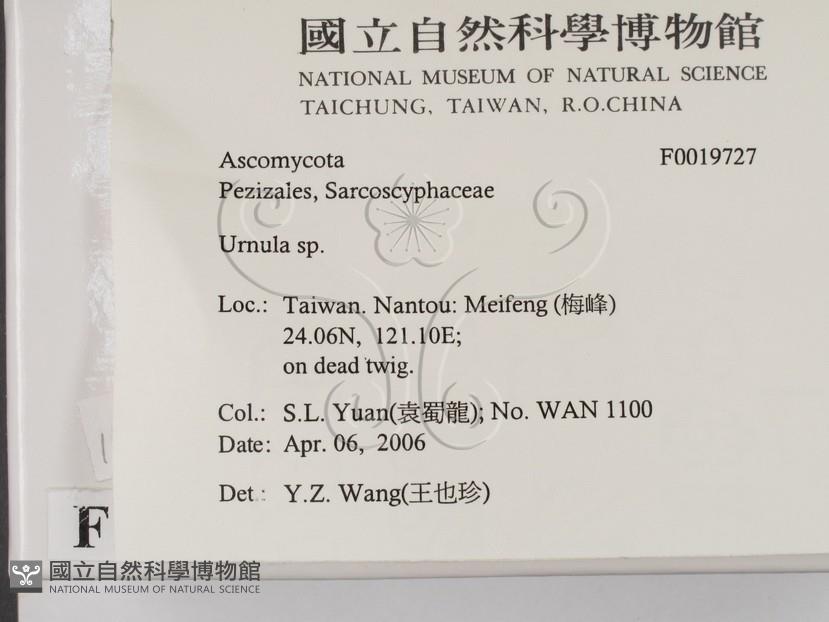 國立自然科學博物館
NATIONAL MUSEUM OF NATURAL SCIENCE
TAICHUNG, TAIWAN, R.O.CHINA
Ascomycota F0019727
Pezizales, Sarcoscyphaceae
Urnula sp.
Loc.: Taiwan. Nantou: Meifeng (梅峰)
24.06N, 121.10E;
on dead twig.
Col.: S.L. Yuan(袁蜀龍); No. WAN 1100
Date: Apr. 06, 2006
Det.: Y.Z. Wang(王也珍)
F
國立自然科學博物館
NATIONAL MUSEUM OF NATURAL SCIENCE